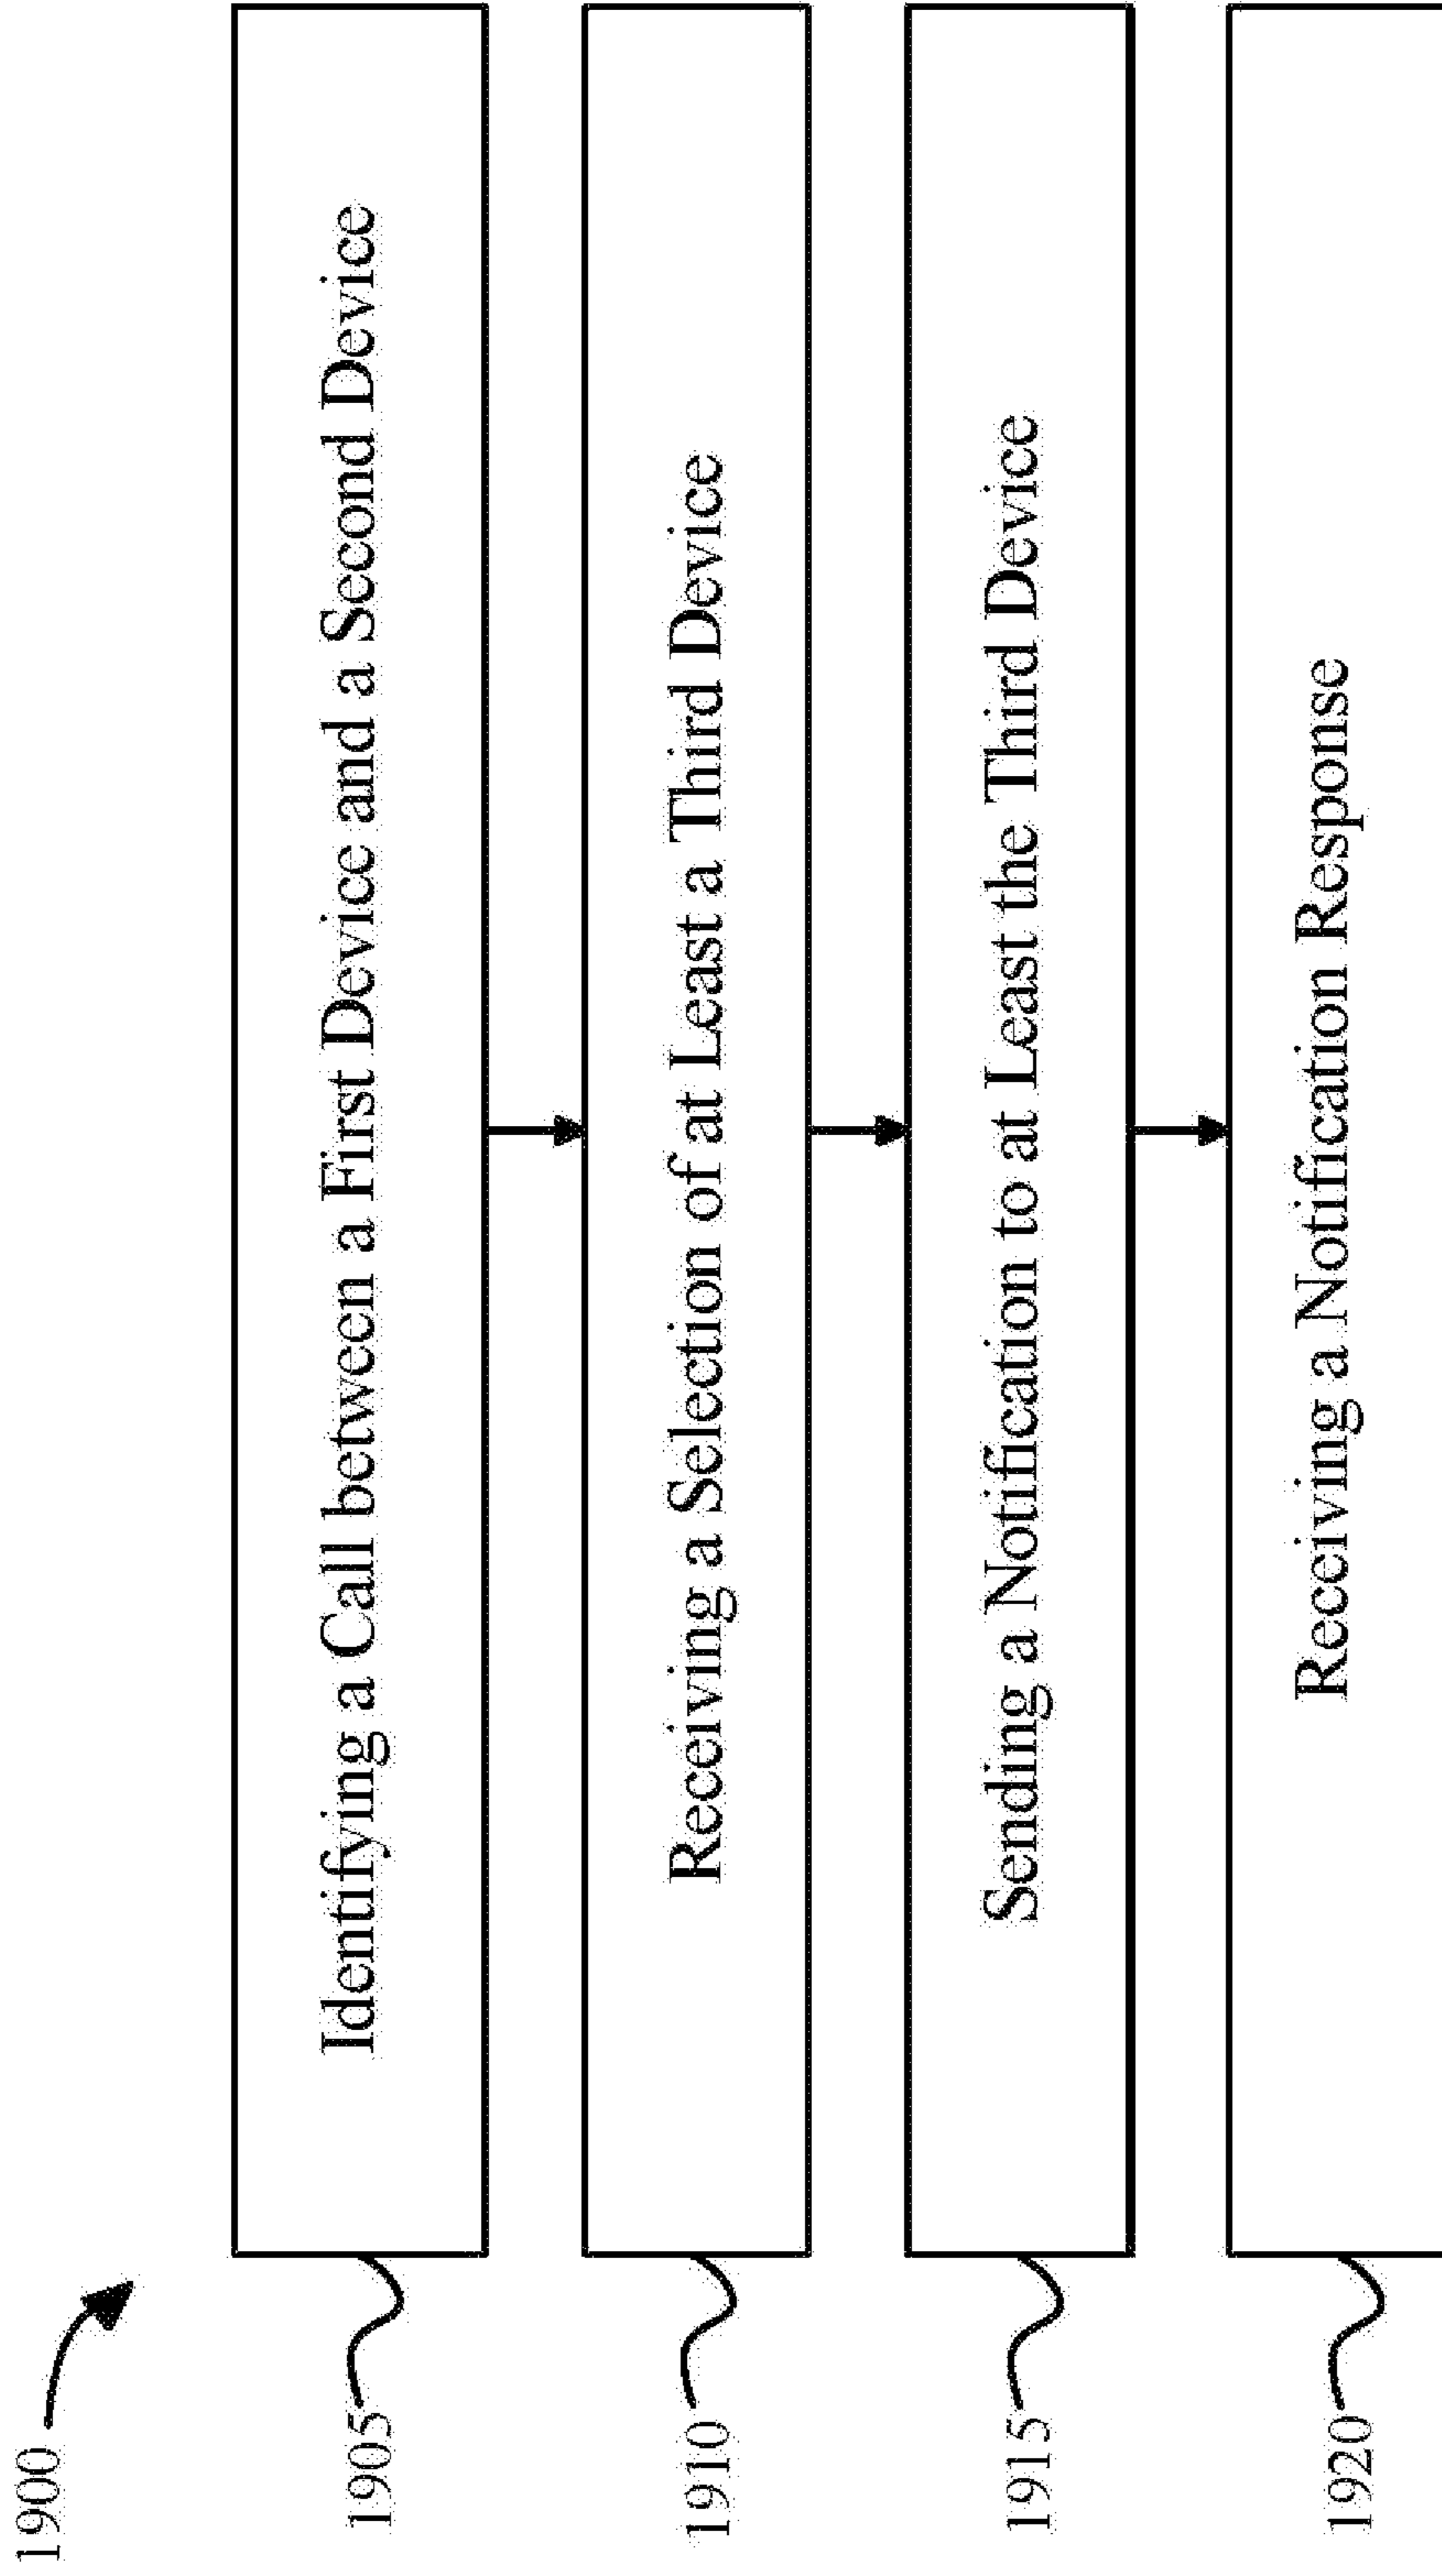 1900
1905
Identifying a Call between a First Device and a Second Device
1910
Receiving a Selection of at Least a Third Device
1915
Sending a Notification to at Least the Third Device
1920
Receiving a Notification Response